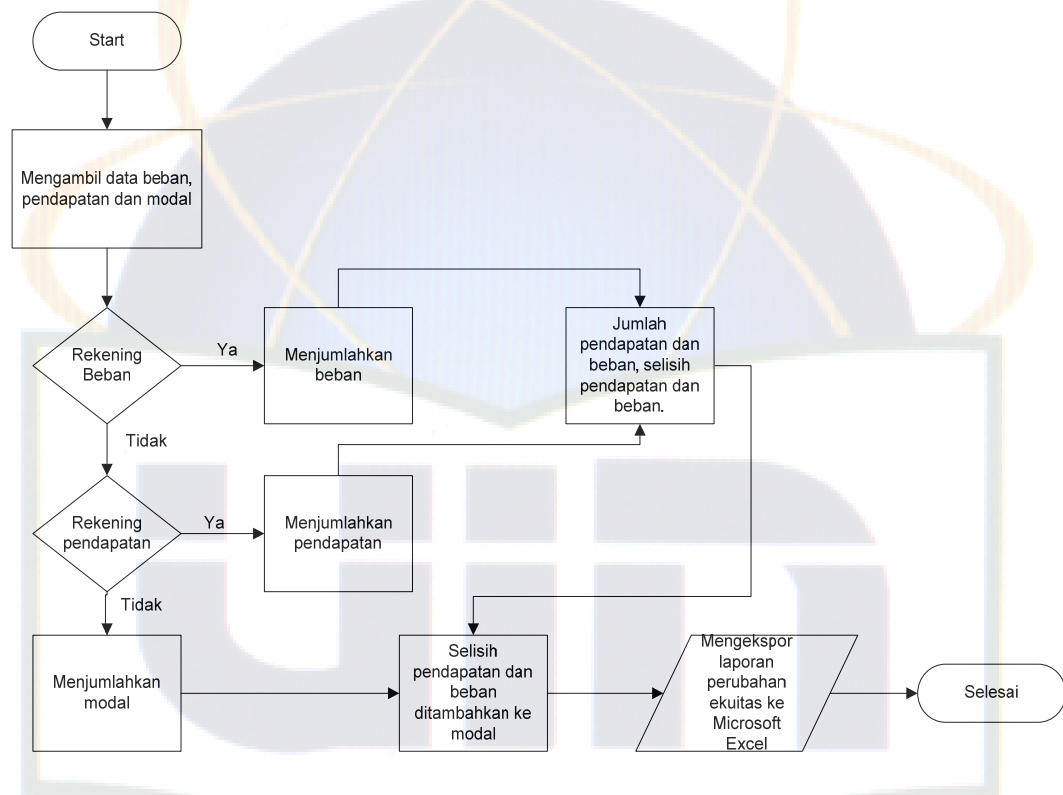 Start
Mengambil data beban,
pendapatan dan modal
Rekening
Beban
Ya
Menjumlahkan
beban
Jumlah
pendapatan dan
beban, selisih
pendapatan dan
beban.
Tidak
Rekening
pendapatan
Ya
Menjumlahkan
pendapatan
Tidak
Menjumlahkan
modal
Selisih
pendapatan dan
beban
ditambahkan ke
modal
Mengekspor
laporan
perubahan
ekuitas ke
Microsoft
Excel
Selesai
uin